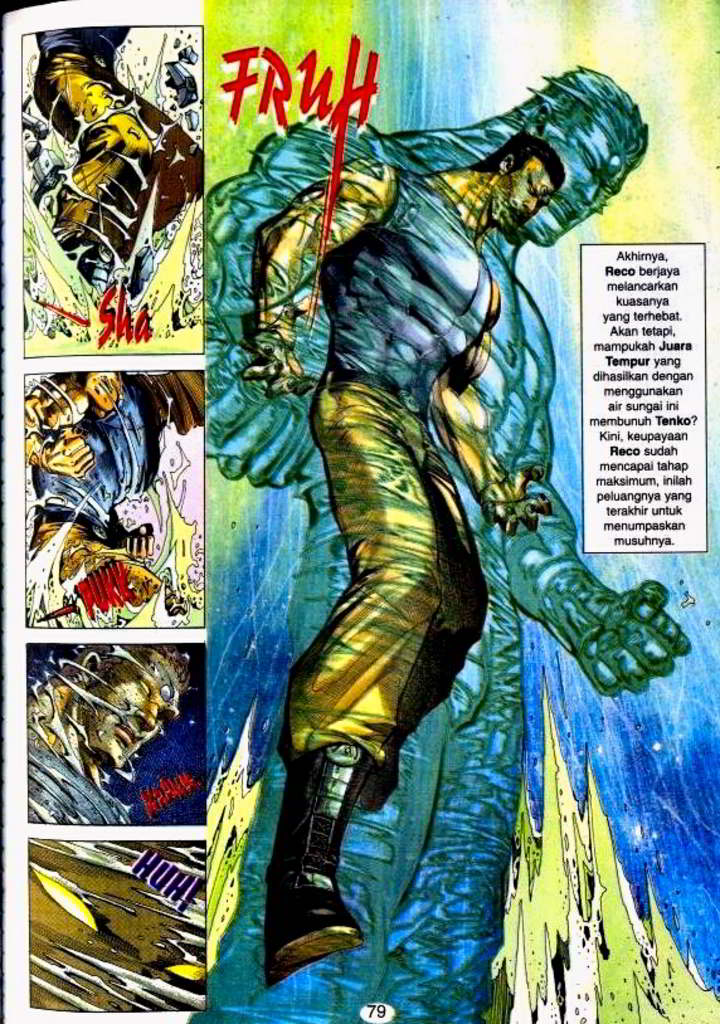 FRUH
Sha
HUH!
Akhirnya,
Reco berjaya
melancarkan
kuasanya
yang terhebat.
Akan tetapi,
mampukah Juara
Tempur yang
dihasilkan dengan
menggunakan
air sungai ini
membunuh Tenko?
Kini, keupayaan
Reco sudah
mencapai tahap
maksimum, inilah
peluangnya yang
terakhir untuk
menumpaskan
musuhnya.
79